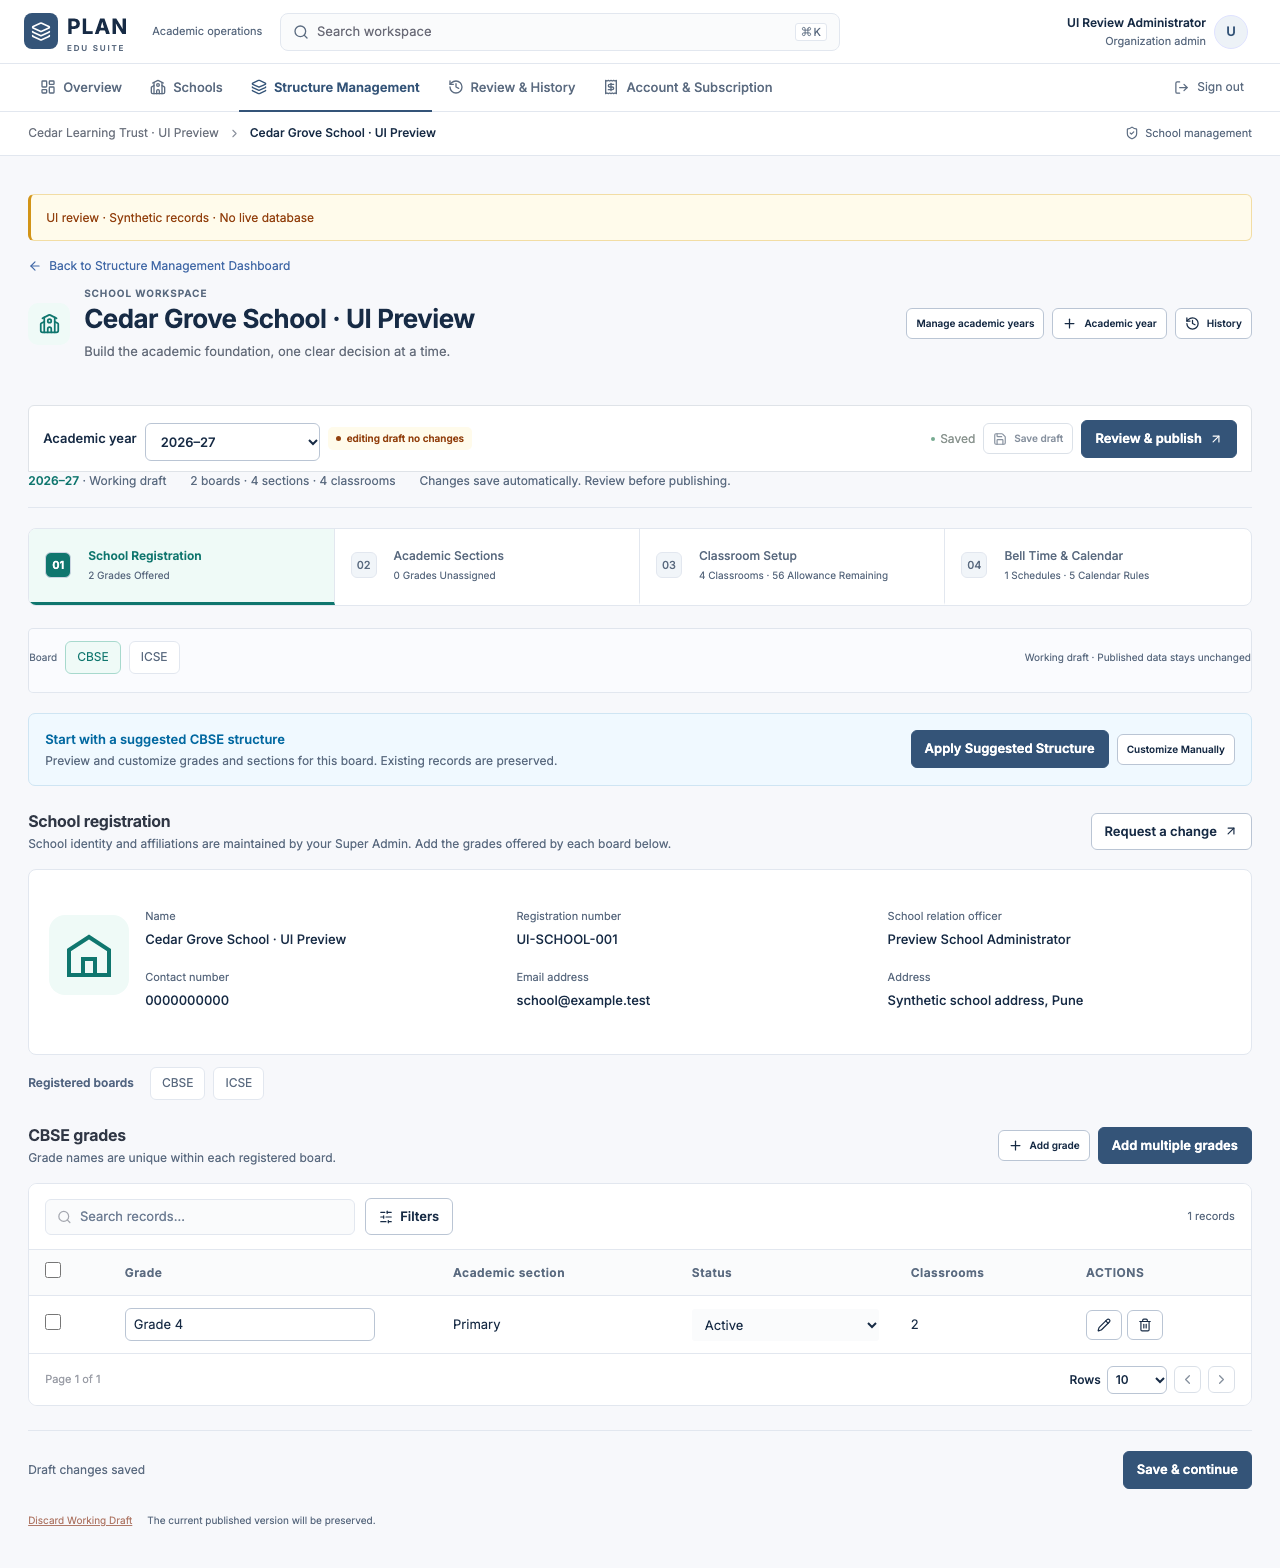 PLAN
EDU SUITE
Academic operations
Search workspace
⌘K
UI Review Administrator
Organization admin
U
Overview
Schools
Structure Management
Review & History
Account & Subscription
Sign out
Cedar Learning Trust · UI Preview
Cedar Grove School · UI Preview
School management
UI review · Synthetic records · No live database
Back to Structure Management Dashboard
SCHOOL WORKSPACE
Cedar Grove School · UI Preview
Build the academic foundation, one clear decision at a time.
Manage academic years
Academic year
History
Academic year
2026–27
editing draft no changes
Saved
Save draft
Review & publish
2026–27 · Working draft
2 boards · 4 sections · 4 classrooms
Changes save automatically. Review before publishing.
01
School Registration
2 Grades Offered
02
Academic Sections
0 Grades Unassigned
03
Classroom Setup
4 Classrooms · 56 Allowance Remaining
04
Bell Time & Calendar
1 Schedules · 5 Calendar Rules
Board
CBSE
ICSE
Working draft · Published data stays unchanged
Start with a suggested CBSE structure
Preview and customize grades and sections for this board. Existing records are preserved.
Apply Suggested Structure
Customize Manually
School registration
School identity and affiliations are maintained by your Super Admin. Add the grades offered by each board below.
Request a change
Name
Cedar Grove School · UI Preview
Registration number
UI-SCHOOL-001
School relation officer
Preview School Administrator
Contact number
0000000000
Email address
school@example.test
Address
Synthetic school address, Pune
Registered boards
CBSE
ICSE
CBSE grades
Grade names are unique within each registered board.
Add grade
Add multiple grades
Search records...
Filters
1 records
Grade
Academic section
Status
Classrooms
ACTIONS
Grade 4
Primary
Active
2
Page 1 of 1
Rows
10
Draft changes saved
Save & continue
Discard Working Draft
The current published version will be preserved.